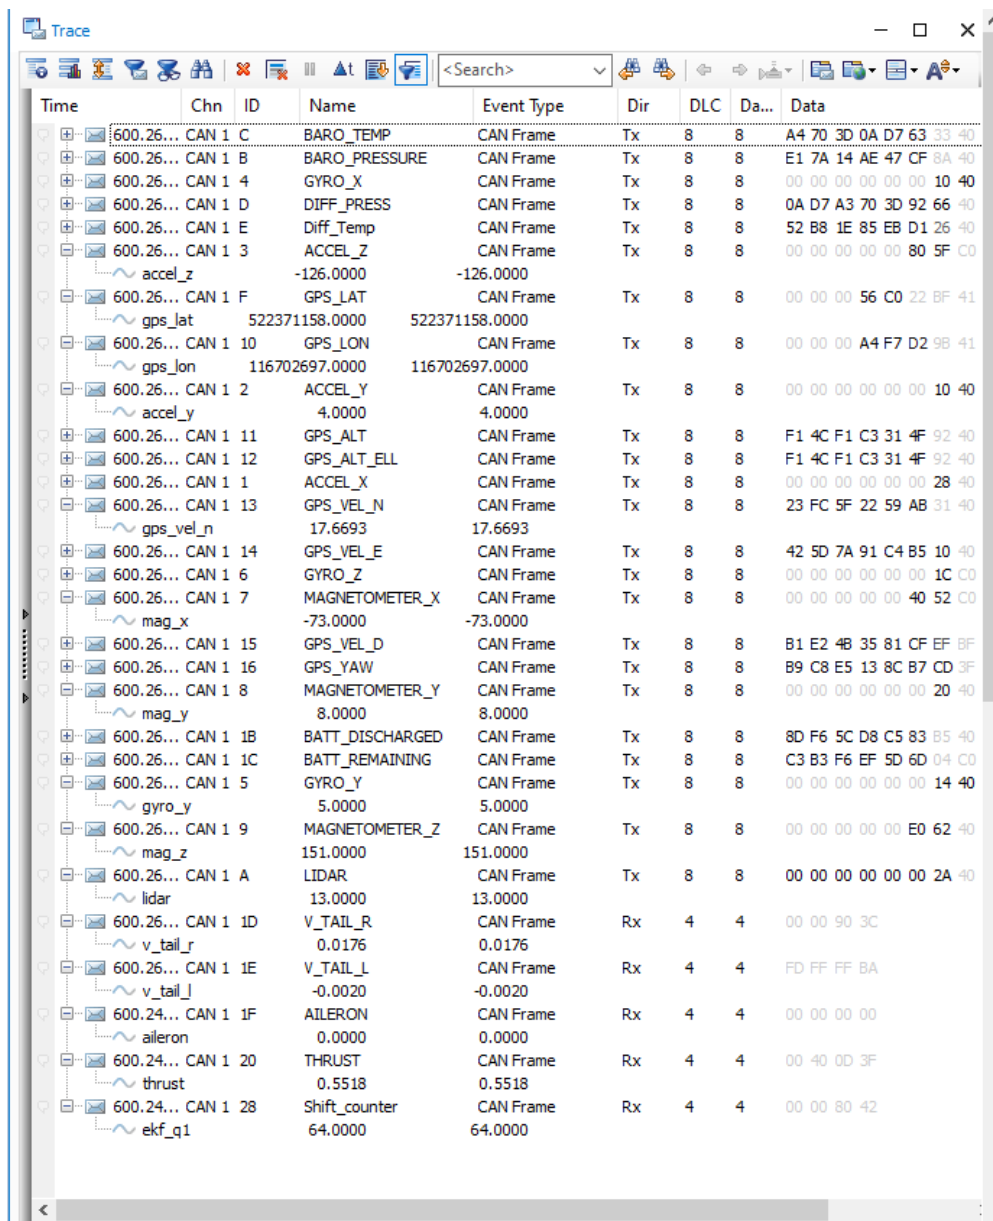 Trace
<Search>
Time Chn ID Name Event Type Dir DLC Da... Data
600.26... CAN 1 C BARO_TEMP CAN Frame Tx 8 8 A4 70 3D 0A D7 63 33 40
600.26... CAN 1 B BARO_PRESSURE CAN Frame Tx 8 8 E1 7A 14 AE 47 CF 8A 40
600.26... CAN 1 4 GYRO_X CAN Frame Tx 8 8 00 00 00 00 00 00 10 40
600.26... CAN 1 D DIFF_PRESS CAN Frame Tx 8 8 0A D7 A3 70 3D 92 66 40
600.26... CAN 1 E Diff_Temp CAN Frame Tx 8 8 52 B8 1E 85 EB D1 26 40
600.26... CAN 1 3 ACCEL_Z CAN Frame Tx 8 8 00 00 00 00 00 80 5F C0
accel_z -126.0000 -126.0000
600.26... CAN 1 F GPS_LAT CAN Frame Tx 8 8 00 00 00 56 C0 22 BF 41
gps_lat 522371158.0000 522371158.0000
600.26... CAN 1 10 GPS_LON CAN Frame Tx 8 8 00 00 00 A4 F7 D2 9B 41
gps_lon 116702697.0000 116702697.0000
600.26... CAN 1 2 ACCEL_Y CAN Frame Tx 8 8 00 00 00 00 00 00 10 40
accel_y 4.0000 4.0000
600.26... CAN 1 11 GPS_ALT CAN Frame Tx 8 8 F1 4C F1 C3 31 4F 92 40
600.26... CAN 1 12 GPS_ALT_ELL CAN Frame Tx 8 8 F1 4C F1 C3 31 4F 92 40
600.26... CAN 1 1 ACCEL_X CAN Frame Tx 8 8 00 00 00 00 00 00 28 40
600.26... CAN 1 13 GPS_VEL_N CAN Frame Tx 8 8 23 FC 5F 22 59 AB 31 40
gps_vel_n 17.6693 17.6693
600.26... CAN 1 14 GPS_VEL_E CAN Frame Tx 8 8 42 5D 7A 91 C4 B5 10 40
600.26... CAN 1 6 GYRO_Z CAN Frame Tx 8 8 00 00 00 00 00 00 1C C0
600.26... CAN 1 7 MAGNETOMETER_X CAN Frame Tx 8 8 00 00 00 00 00 40 52 C0
mag_x -73.0000 -73.0000
600.26... CAN 1 15 GPS_VEL_D CAN Frame Tx 8 8 B1 E2 4B 35 81 CF EF BF
600.26... CAN 1 16 GPS_YAW CAN Frame Tx 8 8 B9 C8 E5 13 8C B7 CD 3F
600.26... CAN 1 8 MAGNETOMETER_Y CAN Frame Tx 8 8 00 00 00 00 00 00 20 40
mag_y 8.0000 8.0000
600.26... CAN 1 1B BATT_DISCHARGED CAN Frame Tx 8 8 8D F6 5C D8 C5 83 B5 40
600.26... CAN 1 1C BATT_REMAINING CAN Frame Tx 8 8 C3 B3 F6 EF 5D 6D 04 C0
600.26... CAN 1 5 GYRO_Y CAN Frame Tx 8 8 00 00 00 00 00 00 14 40
gyro_y 5.0000 5.0000
600.26... CAN 1 9 MAGNETOMETER_Z CAN Frame Tx 8 8 00 00 00 00 00 E0 62 40
mag_z 151.0000 151.0000
600.26... CAN 1 A LIDAR CAN Frame Tx 8 8 00 00 00 00 00 00 2A 40
lidar 13.0000 13.0000
600.26... CAN 1 1D V_TAIL_R CAN Frame Rx 4 4 00 00 90 3C
v_tail_r 0.0176 0.0176
600.26... CAN 1 1E V_TAIL_L CAN Frame Rx 4 4 FD FF FF BA
v_tail_l -0.0020 -0.0020
600.24... CAN 1 1F AILERON CAN Frame Rx 4 4 00 00 00 00
aileron 0.0000 0.0000
600.24... CAN 1 20 THRUST CAN Frame Rx 4 4 00 40 0D 3F
thrust 0.5518 0.5518
600.24... CAN 1 28 Shift_counter CAN Frame Rx 4 4 00 00 80 42
ekf_q1 64.0000 64.0000